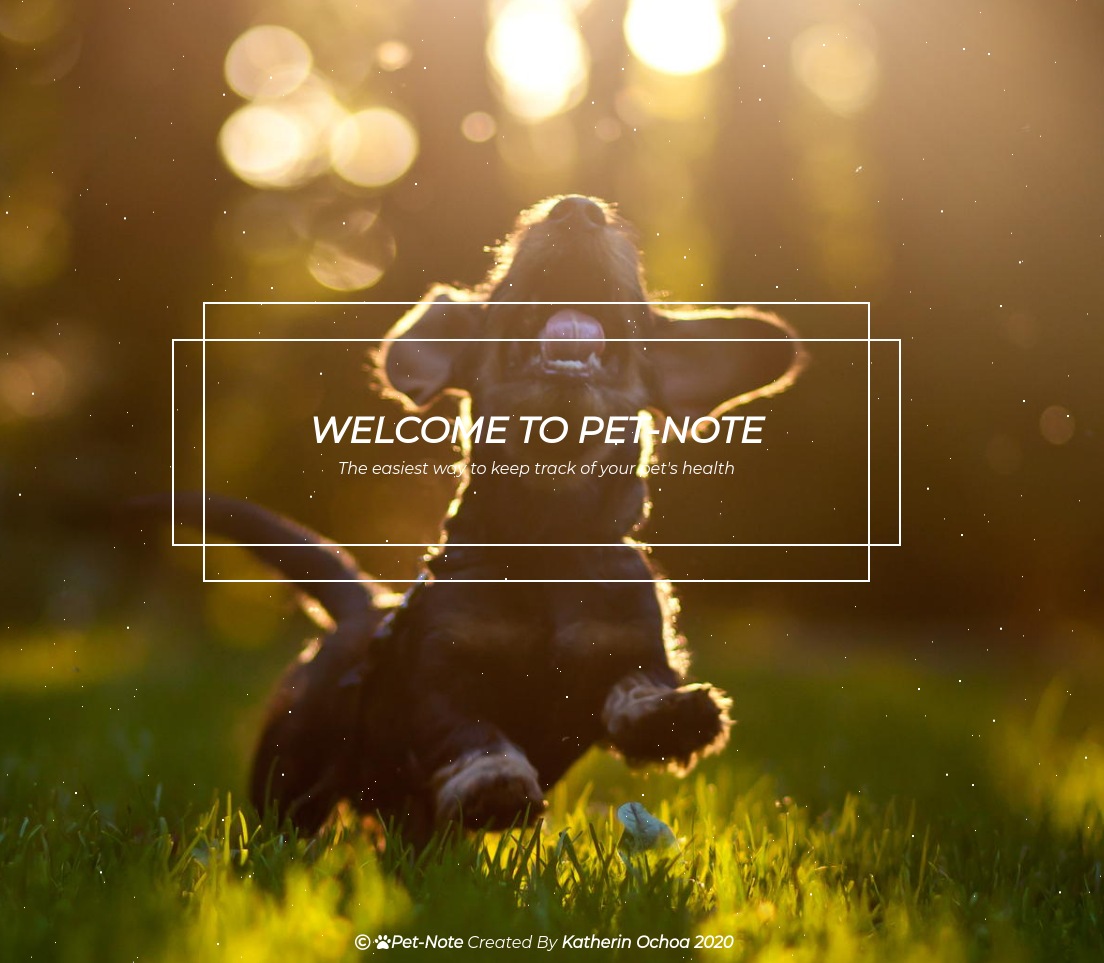 WELCOME TO PET-NOTE
The easiest way to keep track of your pet's health
© Pet-Note Created By Katherin Ochoa 2020